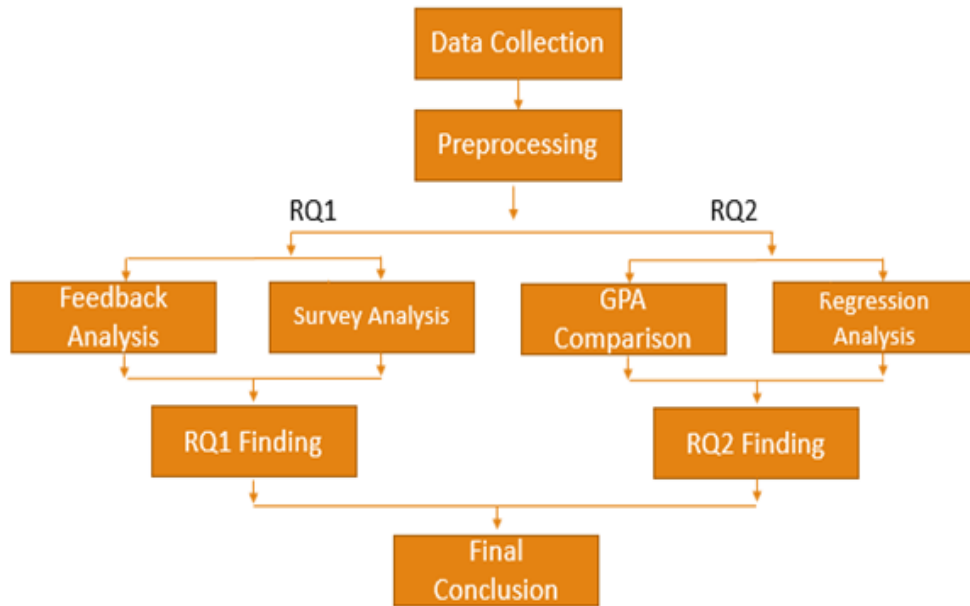 Data Collection
Preprocessing
RQ1
RQ2
Feedback
Analysis
Survey Analysis
GPA
Comparison
Regression
Analysis
RQ1 Finding
RQ2 Finding
Final
Conclusion